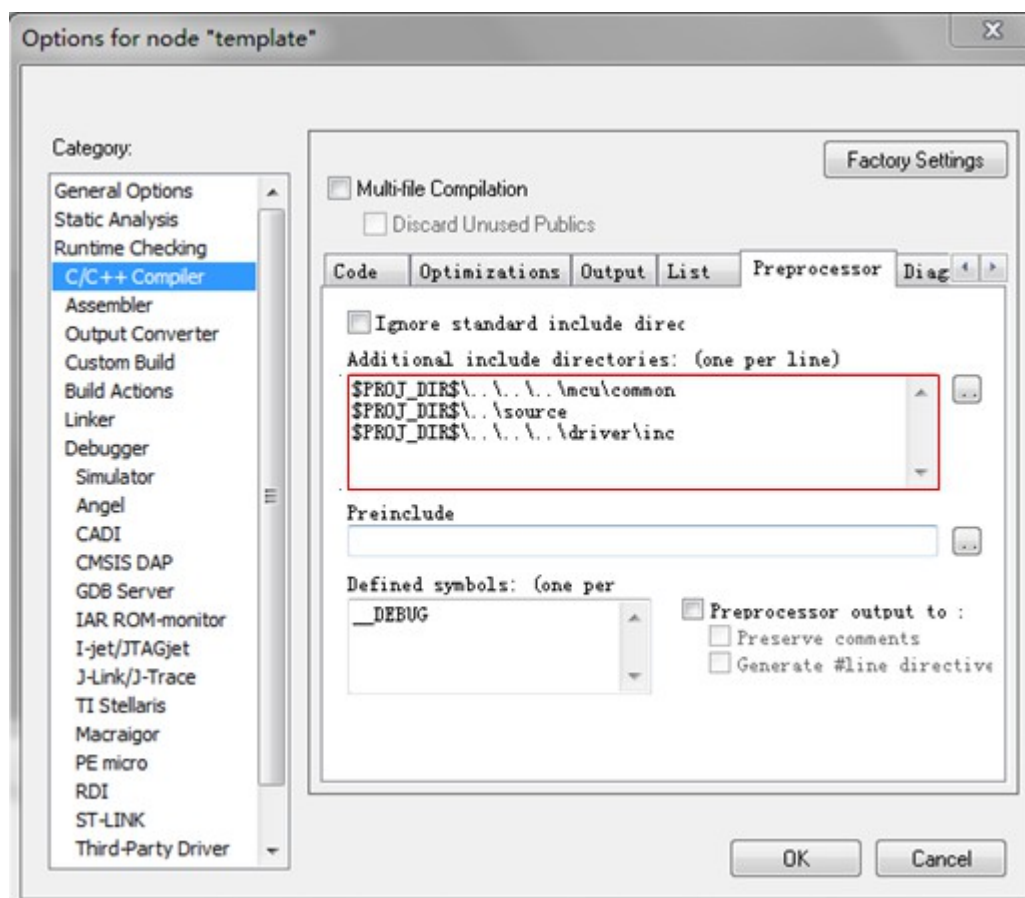 Options for node "template"
Category:
General Options
Static Analysis
Runtime Checking
C/C++ Compiler
Assembler
Output Converter
Custom Build
Build Actions
Linker
Debugger
Simulator
Angel
CADI
CMSIS DAP
GDB Server
IAR ROM-monitor
I-jet/JTAGjet
J-Link/J-Trace
TI Stellaris
Macraigor
PE micro
RDI
ST-LINK
Third-Party Driver
Factory Settings
Multi-file Compilation
Discard Unused Publics
Code Optimizations Output List Preprocessor Diag
Ignore standard include direc
Additional include directories: (one per line)
$PROJ_DIR$\..\..\..\mcu\common
$PROJ_DIR$\..\source
$PROJ_DIR$\..\..\..\driver\inc
..
Preinclude
..
Defined symbols: (one per
__DEBUG
Preprocessor output to :
Preserve comments
Generate #line directive
OK Cancel